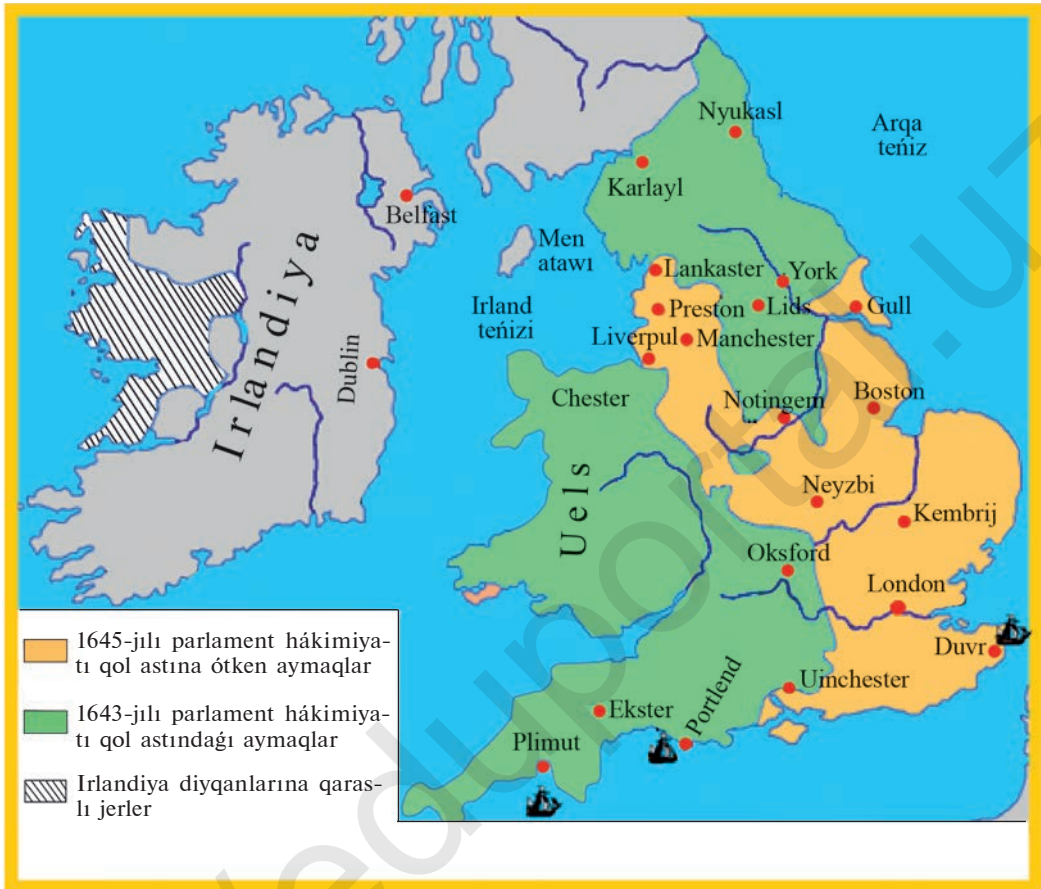 Nyukasl
Arqa
teńiz
Karlayl
Belfast
Men
atawı
Lankaster
York
Irland
teńizi
Preston
Lids
Gull
Liverpul
Manchester
Irlandiya
Dublin
Chester
Notingem
Boston
Uels
Neyzbi
Kembrij
Oksford
London
Duvr
Uinchester
Portlend
Ekster
Plimut
1645-jılı parlament hákimiya-
tı qol astına ótken aymaqlar
1643-jılı parlament hákimiya-
tı qol astındaǵı aymaqlar
Irlandiya diyqanlarına qaras-
lı jerler
eduportal.uz